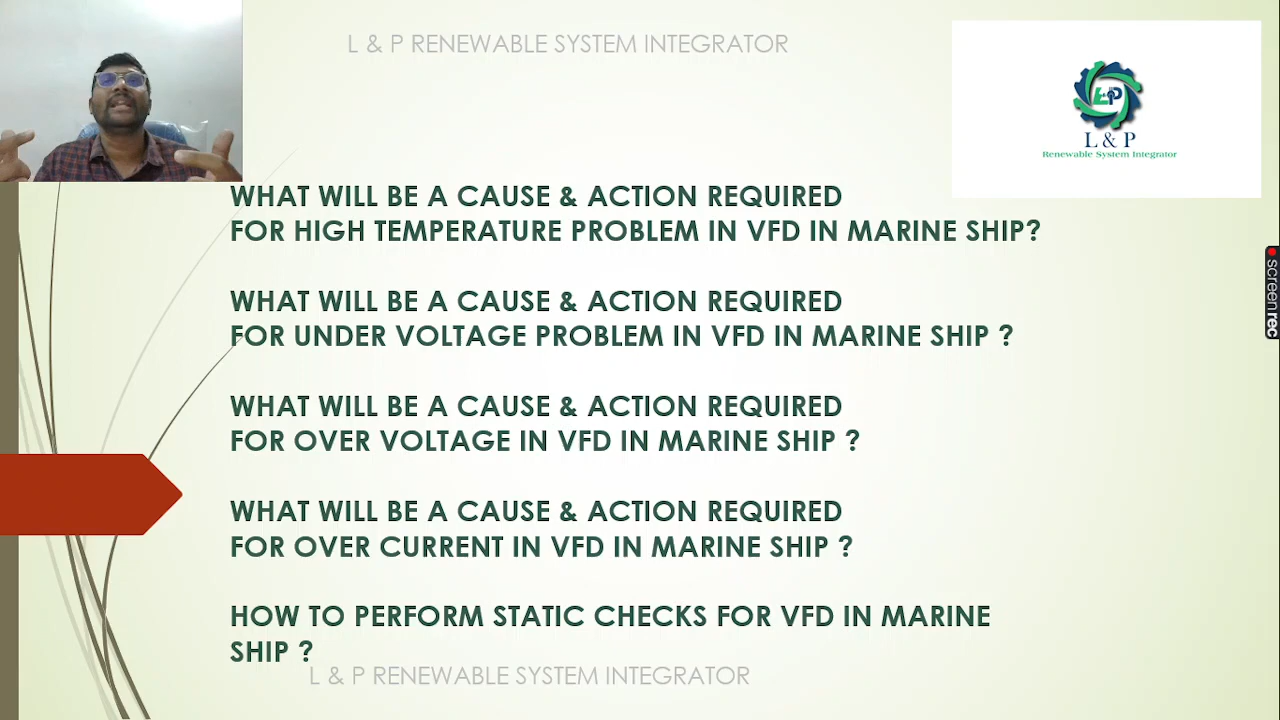 L & P RENEWABLE SYSTEM INTEGRATOR
L & P
L & P
Renewable System Integrator
WHAT WILL BE A CAUSE & ACTION REQUIRED
FOR HIGH TEMPERATURE PROBLEM IN VFD IN MARINE SHIP?
WHAT WILL BE A CAUSE & ACTION REQUIRED
FOR UNDER VOLTAGE PROBLEM IN VFD IN MARINE SHIP ?
WHAT WILL BE A CAUSE & ACTION REQUIRED
FOR OVER VOLTAGE IN VFD IN MARINE SHIP ?
WHAT WILL BE A CAUSE & ACTION REQUIRED
FOR OVER CURRENT IN VFD IN MARINE SHIP ?
HOW TO PERFORM STATIC CHECKS FOR VFD IN MARINE
SHIP ?
L & P RENEWABLE SYSTEM INTEGRATOR
screenrec